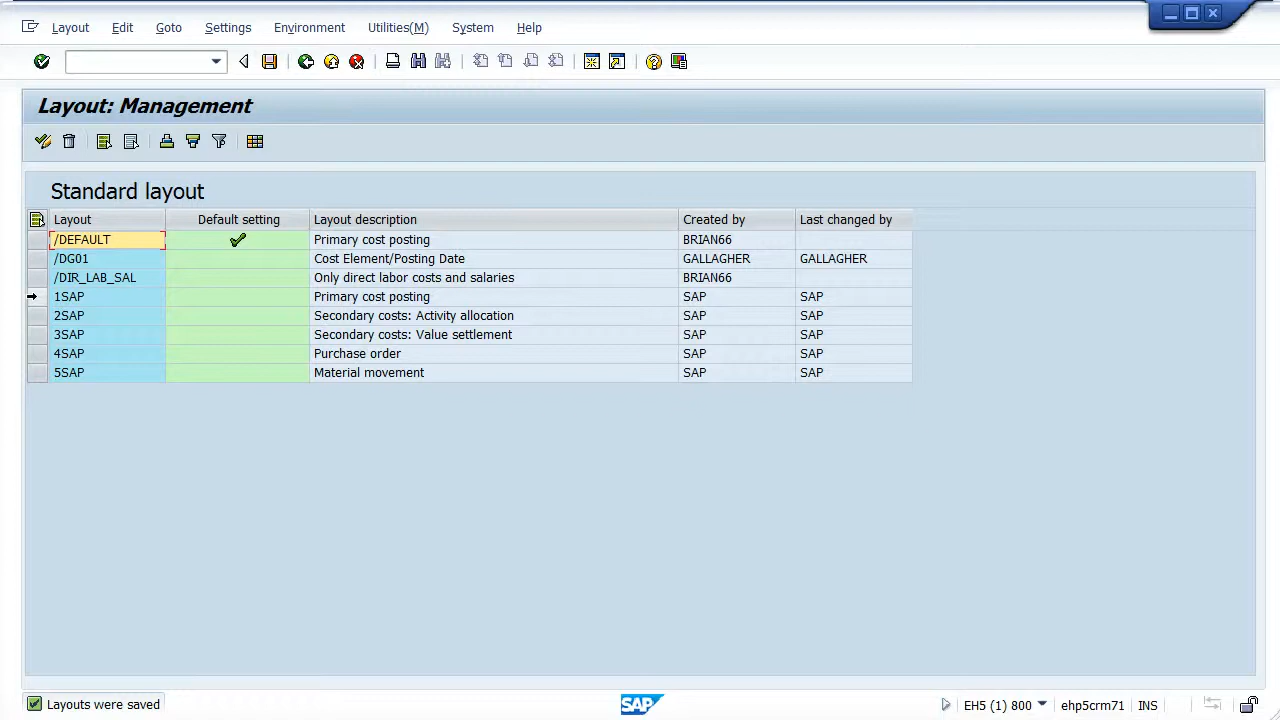 Layout Edit Goto Settings Environment Utilities(M) System Help
Layout: Management
Standard layout
Layout Default setting Layout description Created by Last changed by
/DEFAULT Primary cost posting BRIAN66
/DG01 Cost Element/Posting Date GALLAGHER GALLAGHER
/DIR_LAB_SAL Only direct labor costs and salaries BRIAN66
1SAP Primary cost posting SAP SAP
2SAP Secondary costs: Activity allocation SAP SAP
3SAP Secondary costs: Value settlement SAP SAP
4SAP Purchase order SAP SAP
5SAP Material movement SAP SAP
Layouts were saved SAP EH5 (1) 800 ehp5crm71 INS